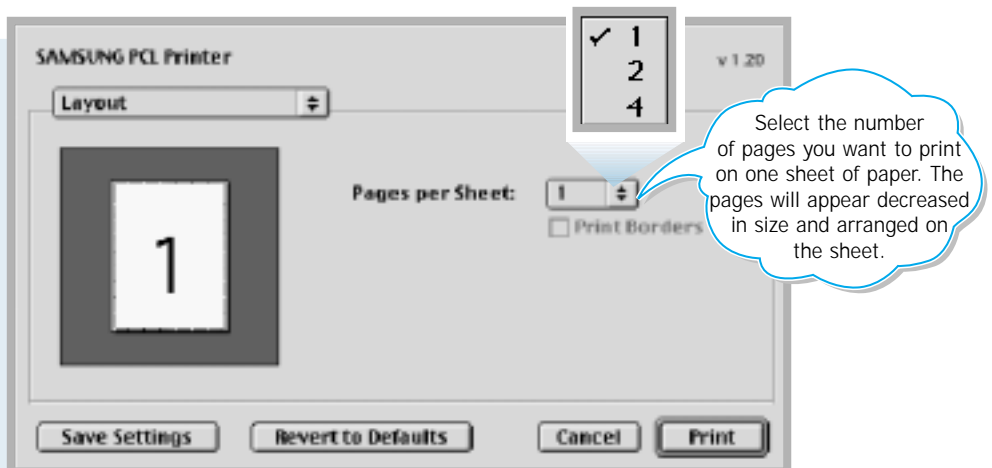 SAMSUNG PCL Printer
v 1.20
Layout
✓ 1
2
4
Pages per Sheet:
1
Print Borders
1
Select the number
of pages you want to print
on one sheet of paper. The
pages will appear decreased
in size and arranged on
the sheet.
Save Settings
Revert to Defaults
Cancel
Print